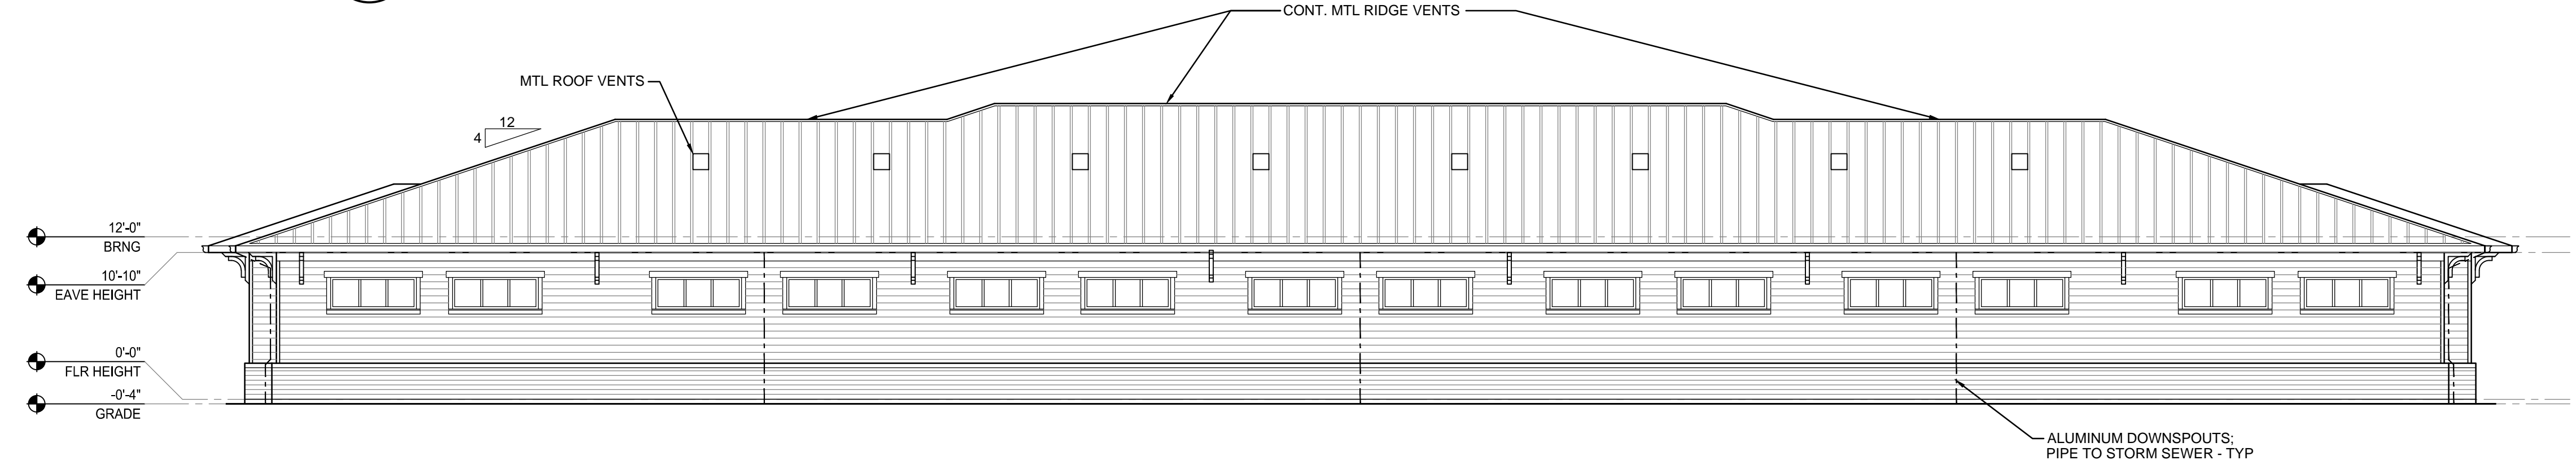 CONT. MTL RIDGE VENTS
MTL ROOF VENTS
12
4
12'-0"
BRNG
10'-10"
EAVE HEIGHT
0'-0"
FLR HEIGHT
-0'-4"
GRADE
ALUMINUM DOWNSPOUTS;
PIPE TO STORM SEWER - TYP